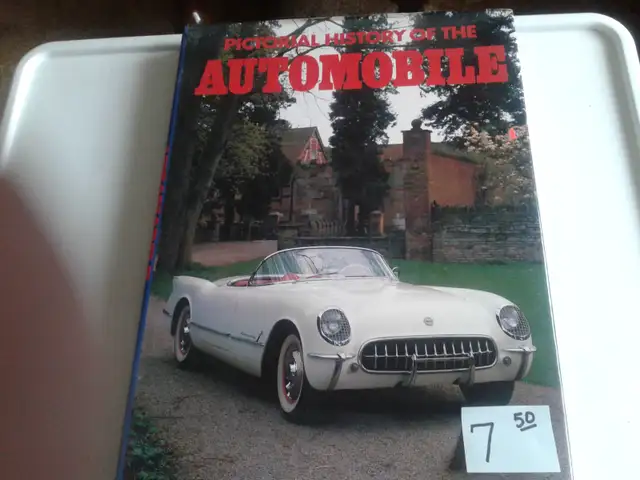 PICTORIAL HISTORY OF THE
AUTOMOBILE
7 50